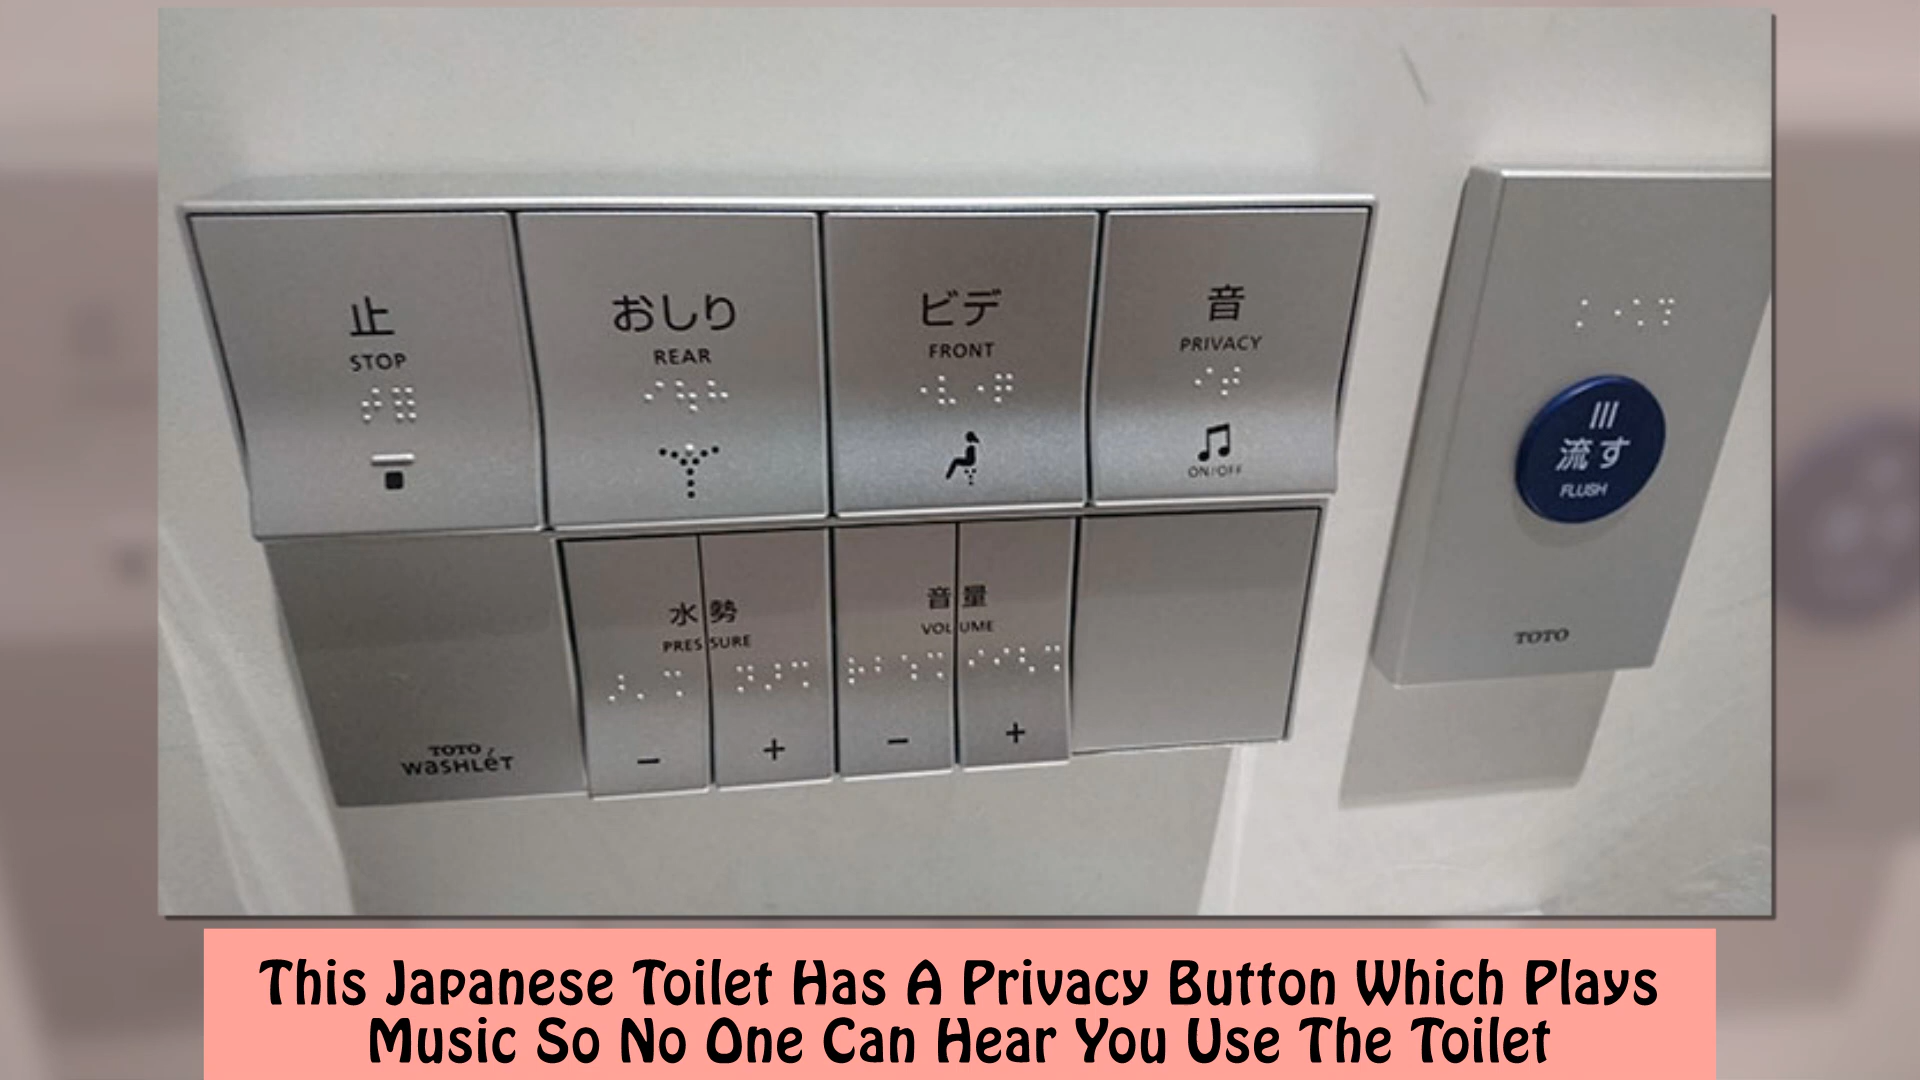 止
STOP
おしり
REAR
ビデ
FRONT
音
PRIVACY
ON/OFF
水勢
PRESSURE
- +
音量
VOLUME
- +
TOTO
WASHLET
流す
FLUSH
TOTO
This Japanese Toilet Has A Privacy Button Which Plays
Music So No One Can Hear You Use The Toilet